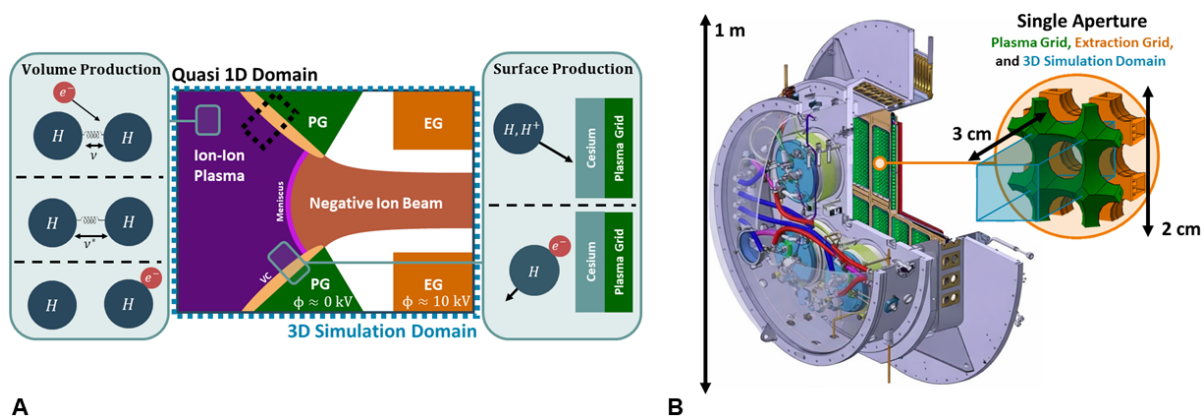 Volume Production
e⁻
H
H
ν
H
H
ν*
e⁻
H
H
Quasi 1D Domain
PG
EG
Ion-Ion
Plasma
Meniscus
Negative Ion Beam
VC
PG
EG
ϕ ≈ 0 kV
ϕ ≈ 10 kV
3D Simulation Domain
Surface Production
H, H⁺
Cesium
Plasma Grid
e⁻
H
Cesium
Plasma Grid
A
1 m
Single Aperture
Plasma Grid, Extraction Grid,
and 3D Simulation Domain
3 cm
2 cm
B